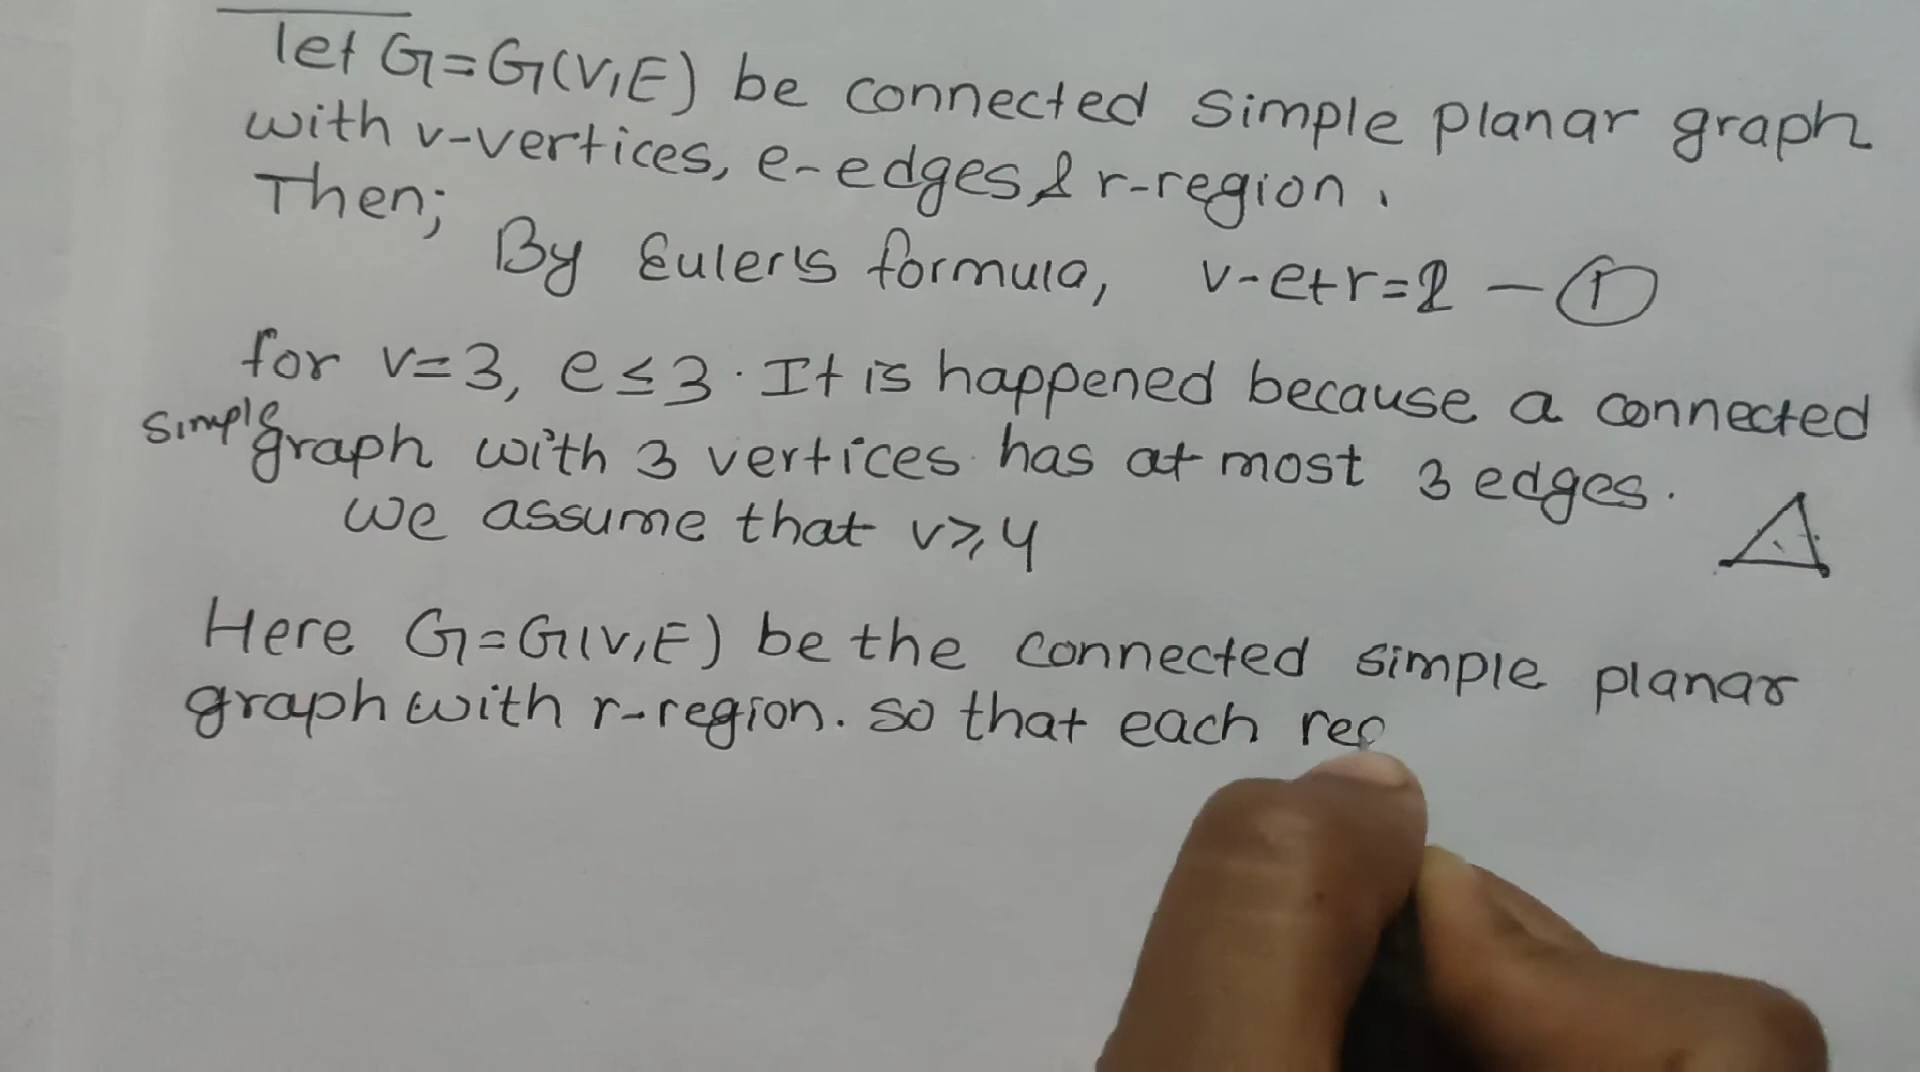 let G=G(V,E) be connected simple planar graph
with v-vertices, e-edges & r-region.
Then;
By Euler's formula, v-e+r=2 — ①
for v=3, e≤3. It is happened because a connected
simple graph with 3 vertices has at most 3 edges.
we assume that v≥4
Here G=G(V,E) be the connected simple planar
graph with r-region. so that each reg